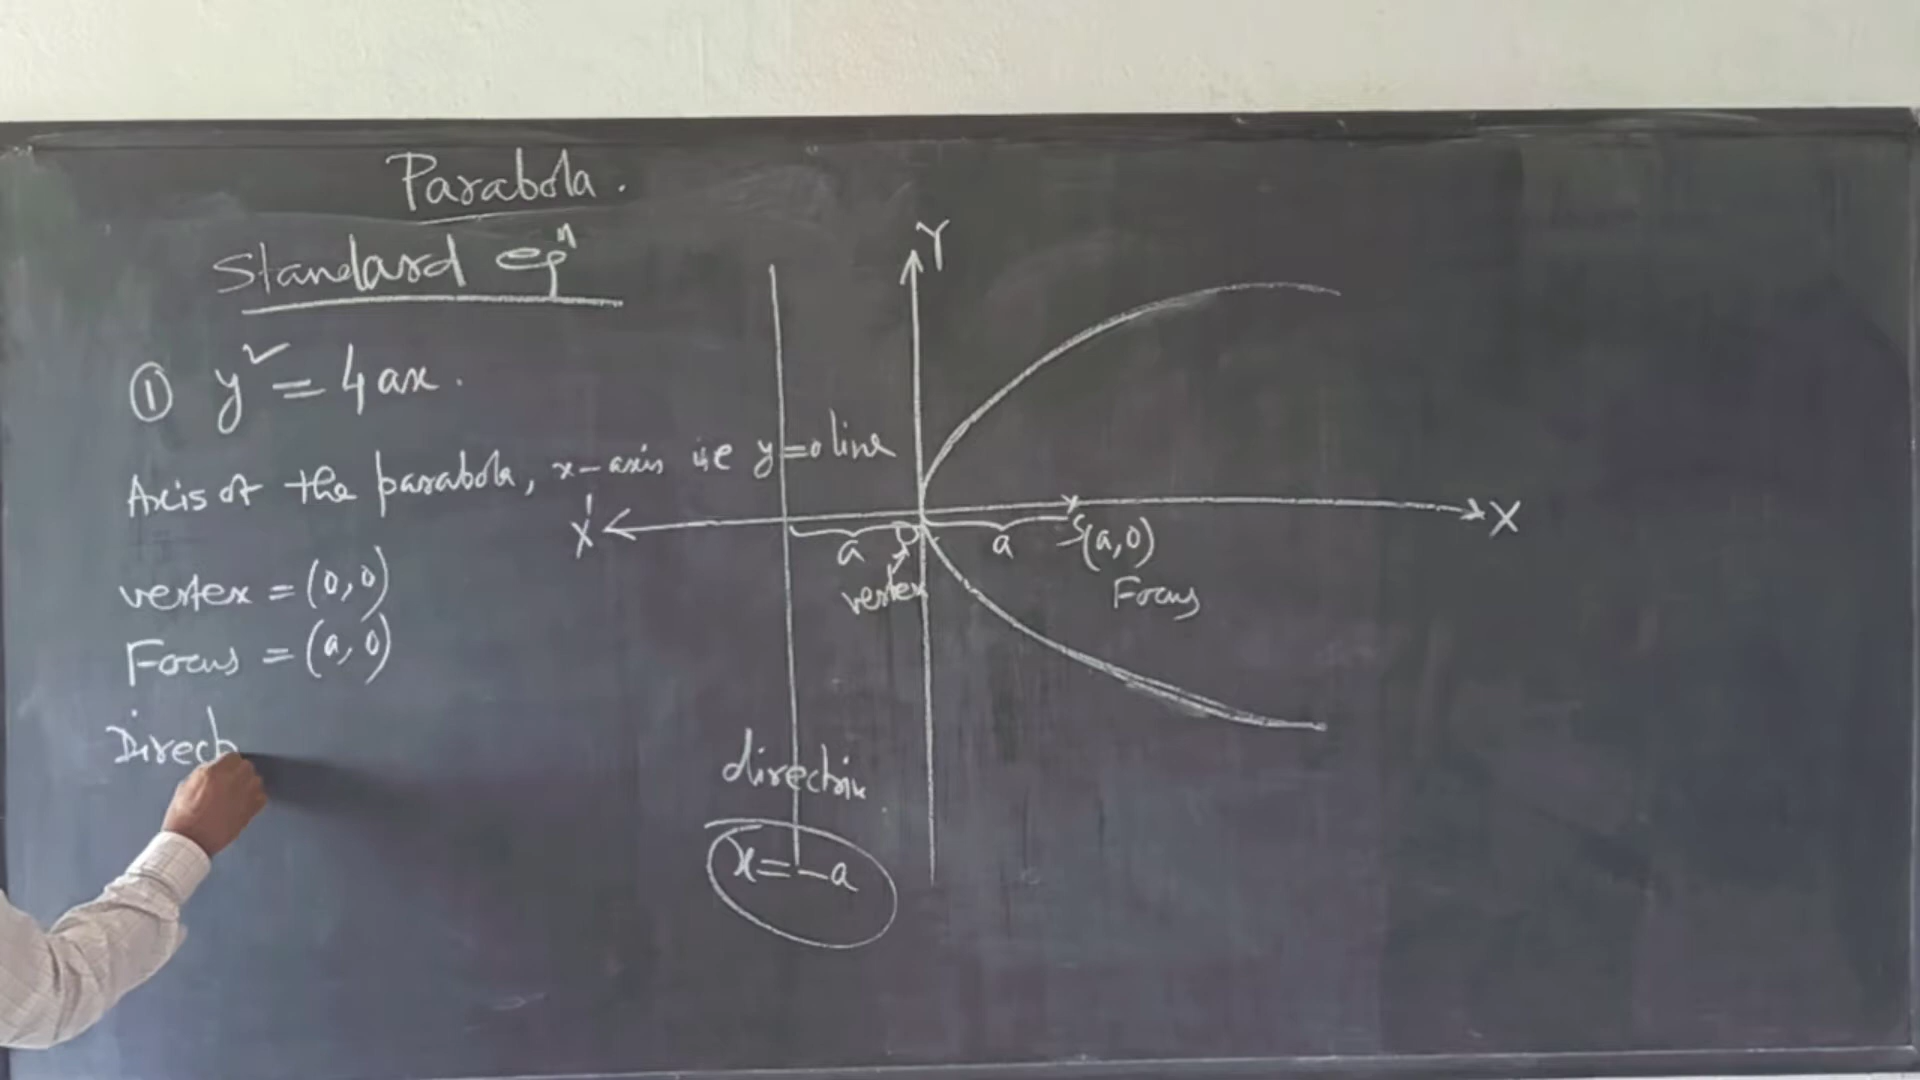 Parabola.
Standard eqⁿ
① y² = 4ax.
Axis of the parabola, x-axis ie y=0 line
vertex = (0,0)
Focus = (a,0)
Direct
Y
X'
X
a
a
S(a,0)
vertex
Focus
directrix
x=-a